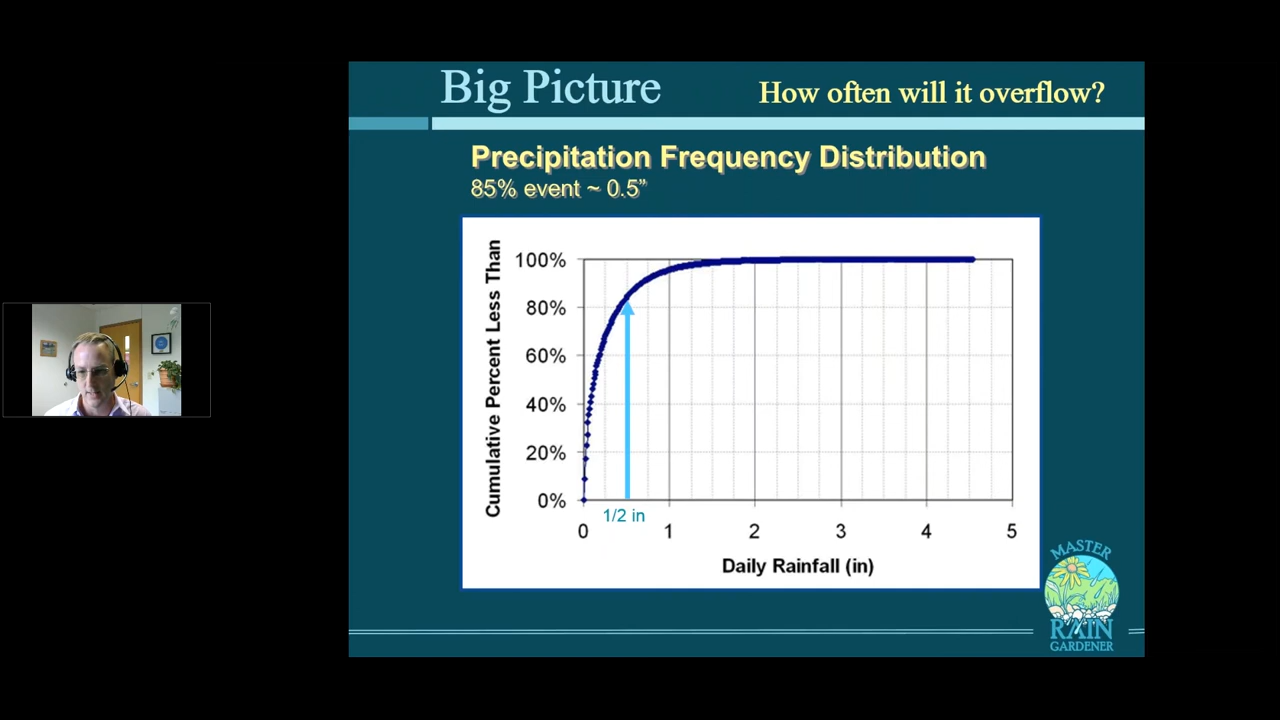 Big Picture
How often will it overflow?
Precipitation Frequency Distribution
85% event ~ 0.5”
Cumulative Percent Less Than
100%
80%
60%
40%
20%
0%
1/2 in
0 1 2 3 4 5
Daily Rainfall (in)
MASTER
RAIN
GARDENER